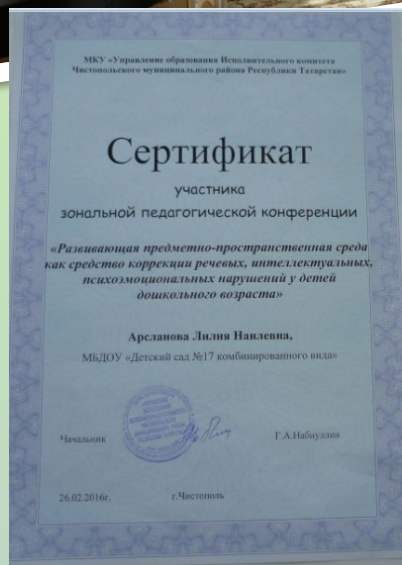 МКУ «Управление образования Исполнительного комитета
Чистопольского муниципального района Республики Татарстан»
Сертификат
участника
зональной педагогической конференции
«Развивающая предметно-пространственная среда
как средство коррекции речевых, интеллектуальных,
психоэмоциональных нарушений у детей
дошкольного возраста»
Арсланова Лилия Наилевна,
МБДОУ «Детский сад №17 комбинированного вида»
Начальник Г.А.Набиуллин
26.02.2016г. г.Чистополь